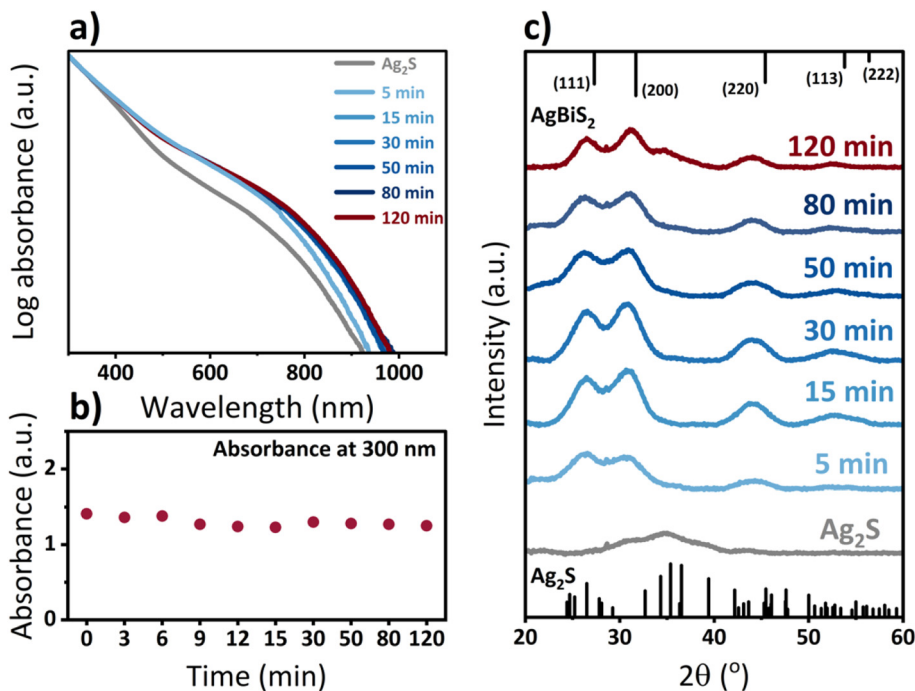 a)
Log absorbance (a.u.)
Ag₂S
5 min
15 min
30 min
50 min
80 min
120 min
400 600 800 1000
Wavelength (nm)
b)
Absorbance at 300 nm
Absorbance (a.u.)
2
1
0
0 3 6 9 12 15 30 50 80 120
Time (min)
c)
Intensity (a.u.)
(111) (200) (220) (113) (222)
AgBiS₂
120 min
80 min
50 min
30 min
15 min
5 min
Ag₂S
Ag₂S
20 30 40 50 60
2θ (°)